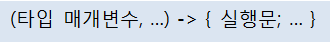 (타입 매개변수, ...) -> { 실행문; ... }